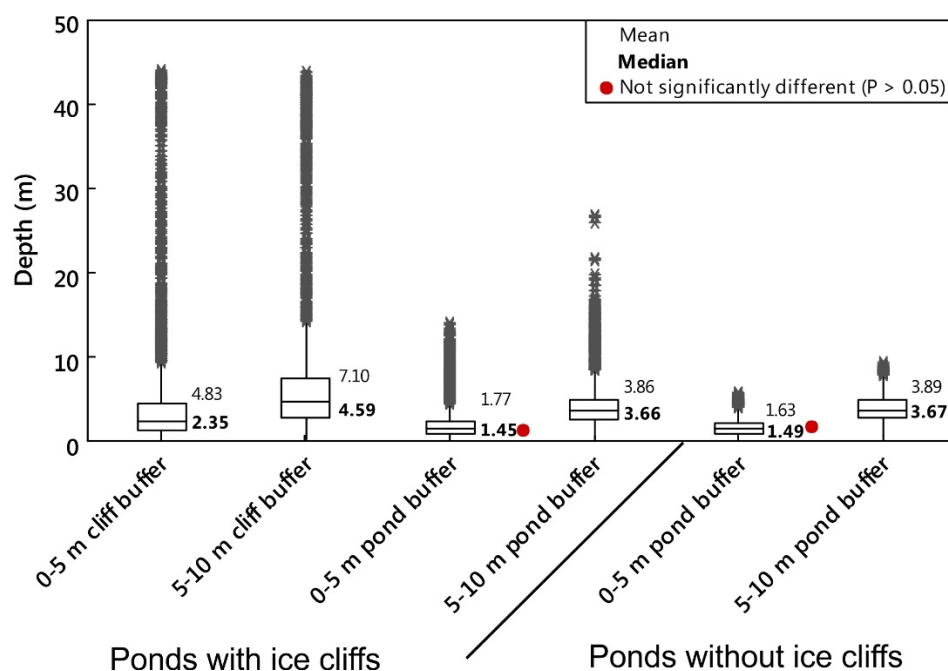 50
40
30
20
10
0
Depth (m)
Mean
Median
Not significantly different (P > 0.05)
4.83
2.35
7.10
4.59
1.77
1.45
3.86
3.66
1.63
1.49
3.89
3.67
0-5 m cliff buffer
5-10 m cliff buffer
0-5 m pond buffer
5-10 m pond buffer
0-5 m pond buffer
5-10 m pond buffer
Ponds with ice cliffs
Ponds without ice cliffs